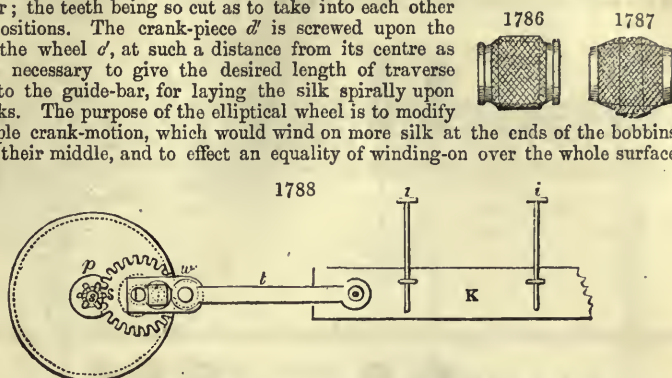 r; the teeth being so cut as to take into each other
ositions. The crank-piece d' is screwed upon the
the wheel c', at such a distance from its centre as
necessary to give the desired length of traverse
to the guide-bar, for laying the silk spirally upon
ks. The purpose of the elliptical wheel is to modify
ple crank-motion, which would wind on more silk at the ends of the bobbins
their middle, and to effect an equality of winding-on over the whole surface
1786
1787
1788
p
s
s
w
t
K
i
i